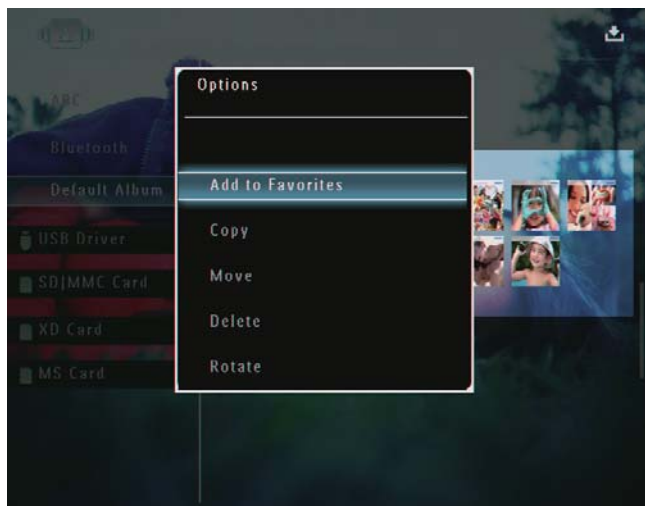 Options
ABC
Bluetooth
Default Album
Add to Favorites
USB Driver
Copy
SD|MMC Card
Move
XD Card
Delete
MS Card
Rotate